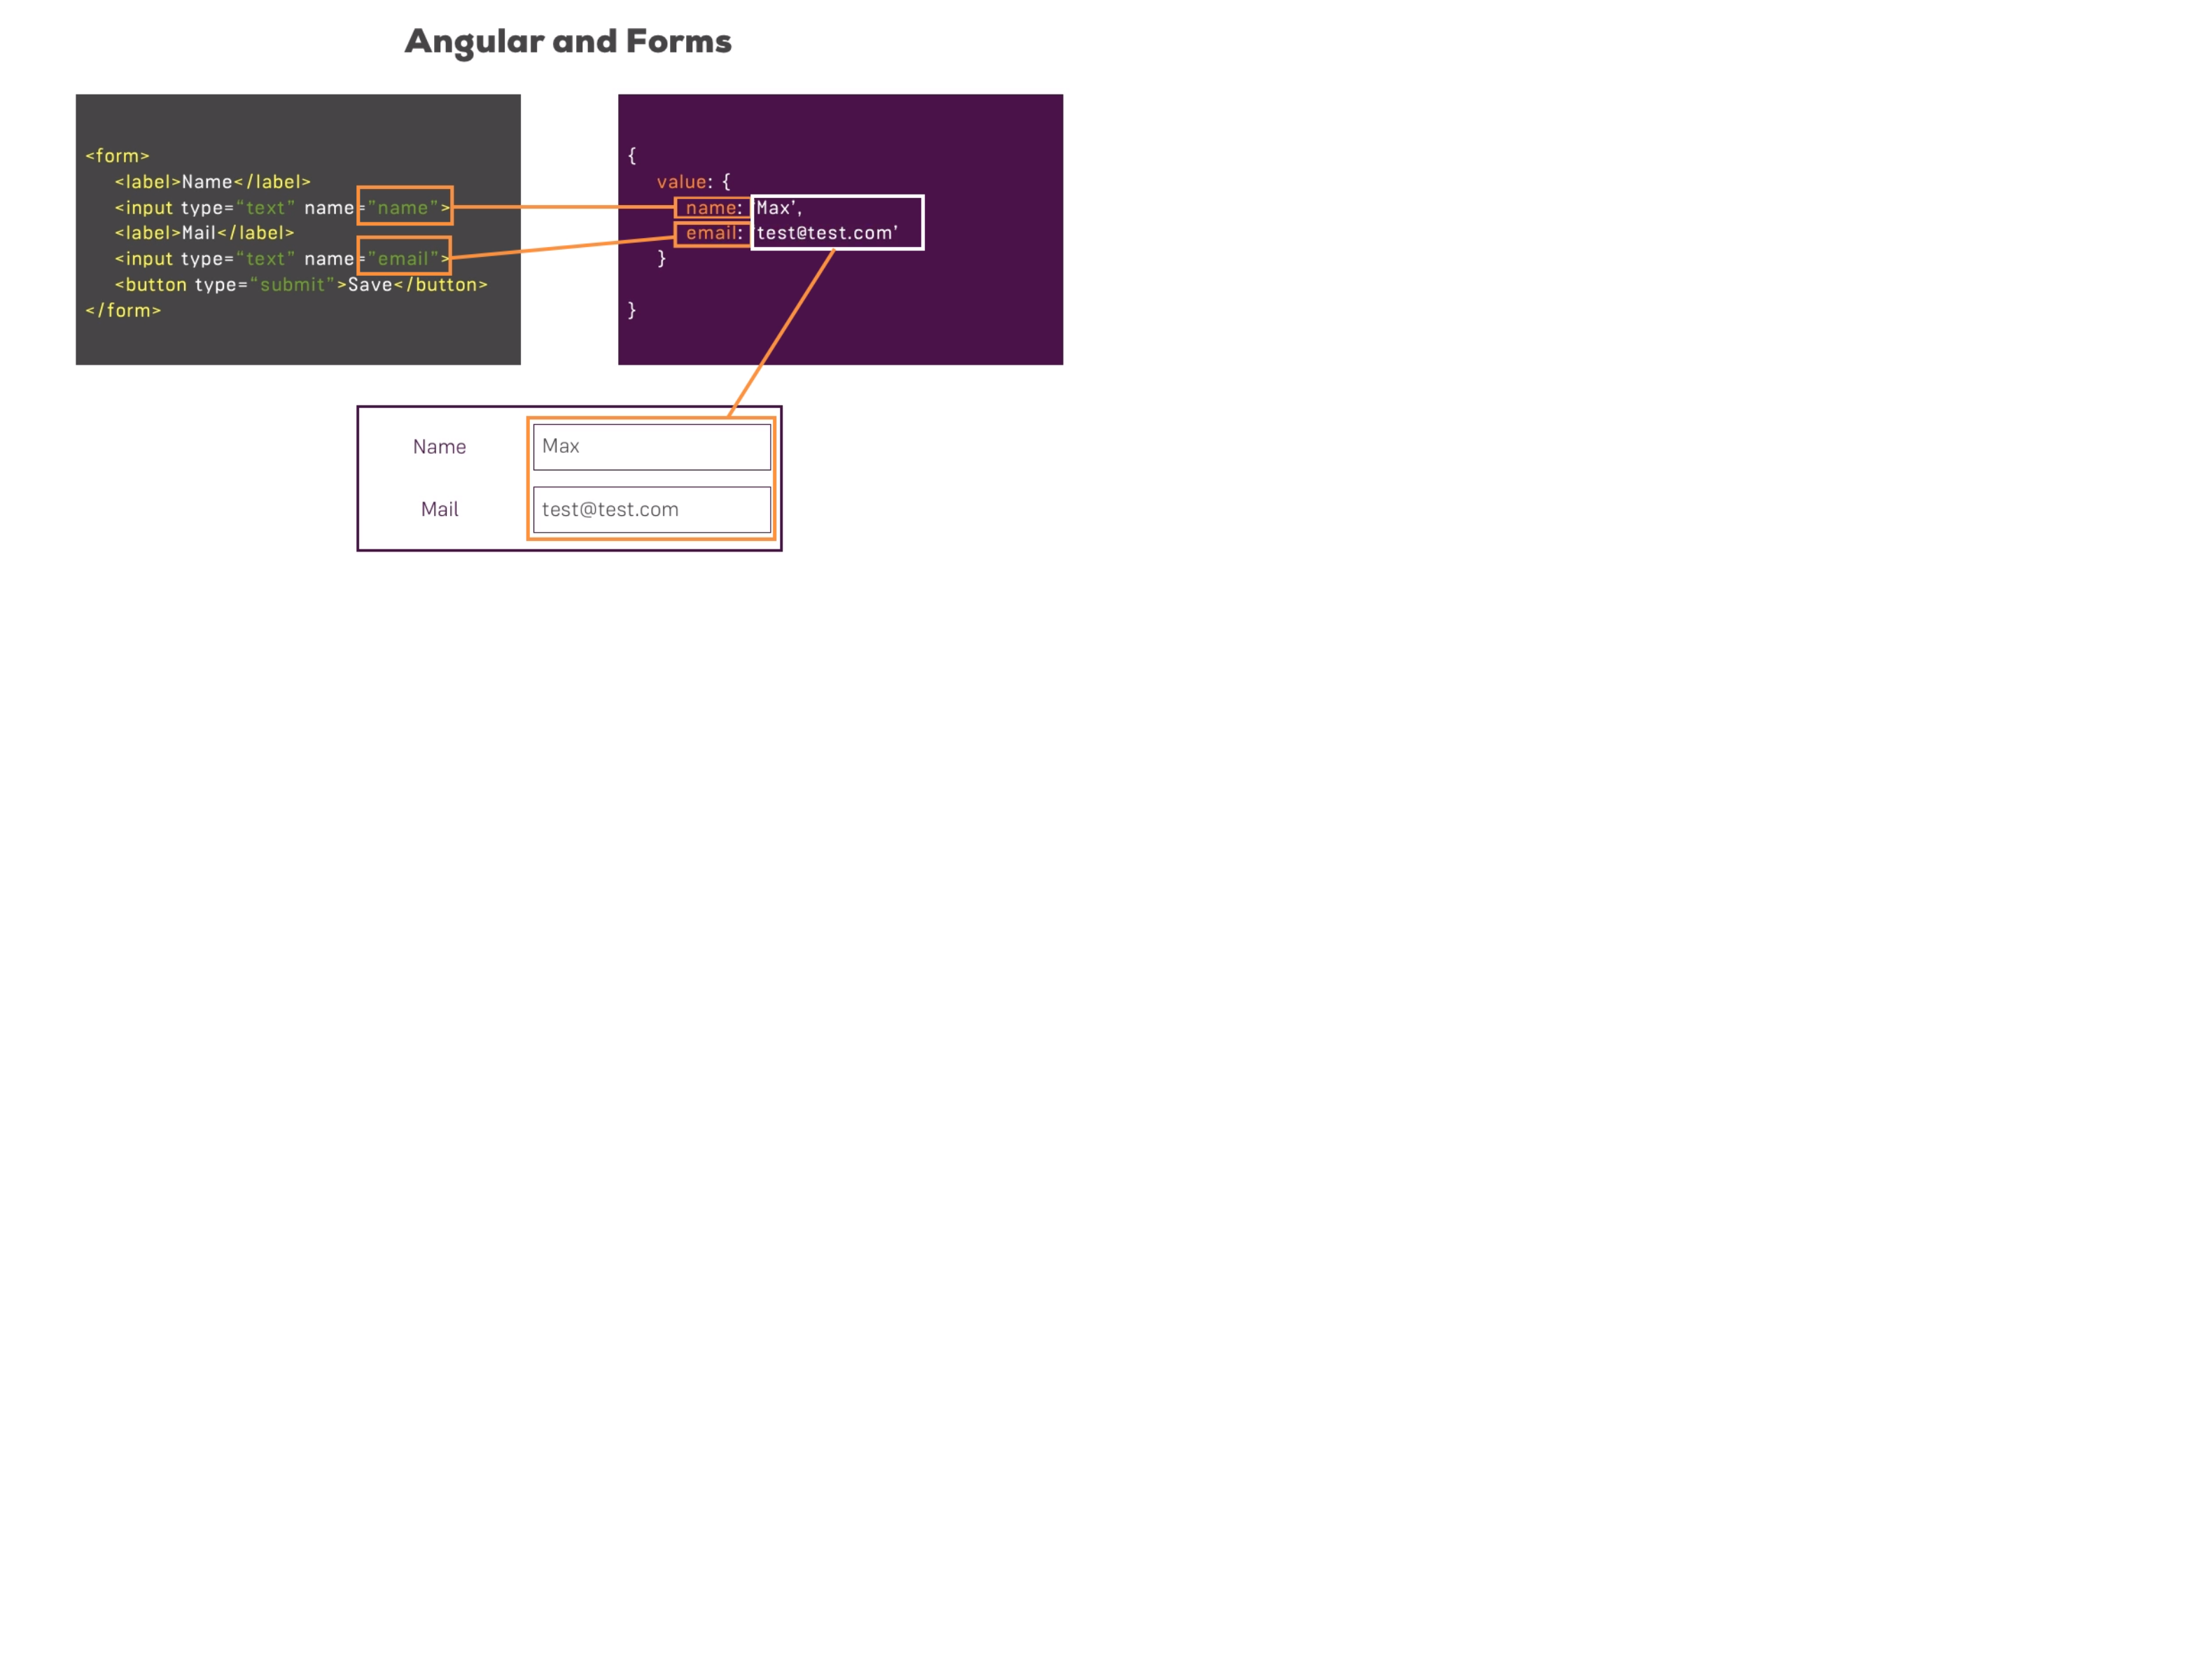 Angular and Forms
<form>
<label>Name</label>
<input type=“text” name=”name”>
<label>Mail</label>
<input type=“text” name=”email”>
<button type=“submit”>Save</button>
</form>
{
value: {
name: ‘Max’,
email: ‘test@test.com’
}
}
Name
Max
Mail
test@test.com